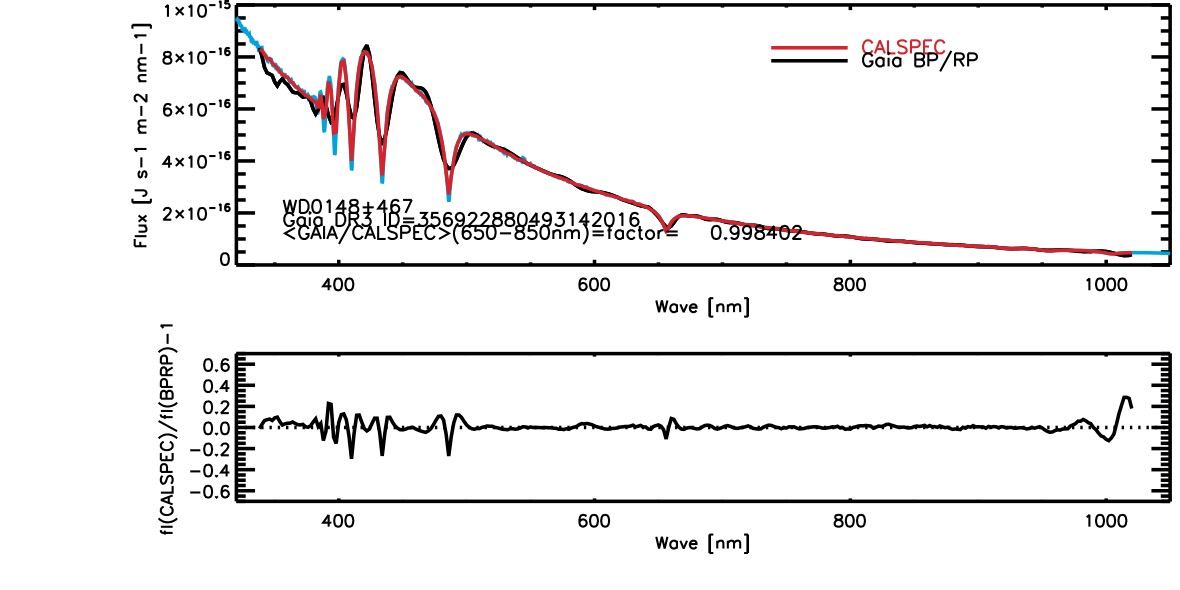 1×10⁻¹⁵
8×10⁻¹⁶
6×10⁻¹⁶
4×10⁻¹⁶
2×10⁻¹⁶
0
Flux [J s−1 m−2 nm−1]
CALSPEC
Gaia BP/RP
WD0148+467
Gaia DR3 ID=356922880493142016
<GAIA/CALSPEC>(650−850nm)=factor= 0.998402
400 600 800 1000
Wave [nm]
fl(CALSPEC)/fl(BPRP)−1
0.6
0.4
0.2
0.0
−0.2
−0.4
−0.6
400 600 800 1000
Wave [nm]